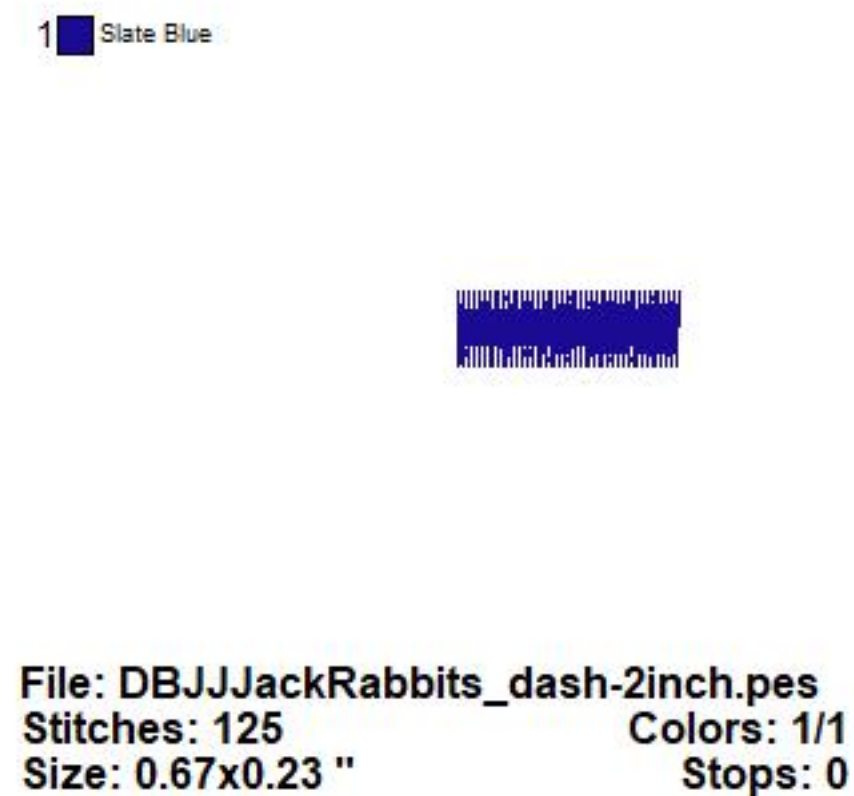 1 Slate Blue
File: DBJJJackRabbits_dash-2inch.pes
Stitches: 125 Colors: 1/1
Size: 0.67x0.23 " Stops: 0